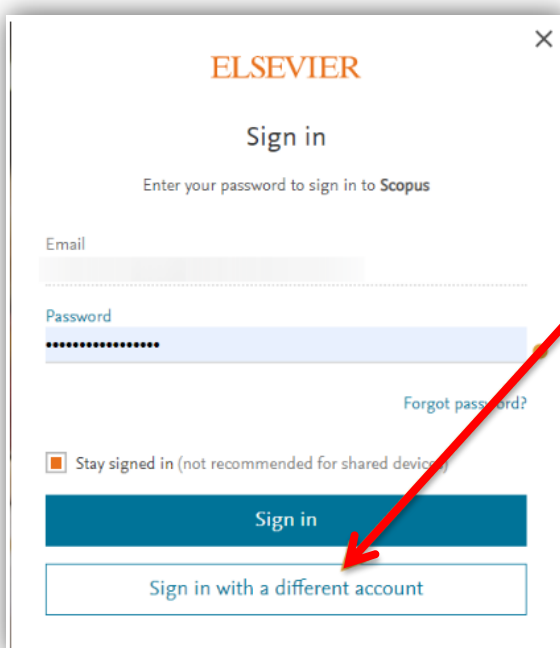 ELSEVIER
Sign in
Enter your password to sign in to Scopus
Email
Password
Forgot password?
Stay signed in (not recommended for shared devices)
Sign in
Sign in with a different account